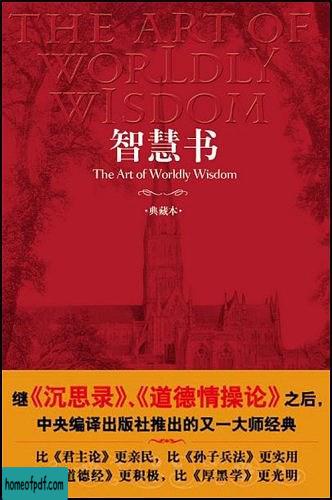 THE ART OF
WORLDLY
WISDOM
智慧书
The Art of Worldly Wisdom
·典藏本·
继《沉思录》、《道德情操论》之后,
中央编译出版社推出的又一大师经典
比《君主论》更亲民,比《孙子兵法》更实用
道德经》更积极,比《厚黑学》更光明
homeofpdf.com